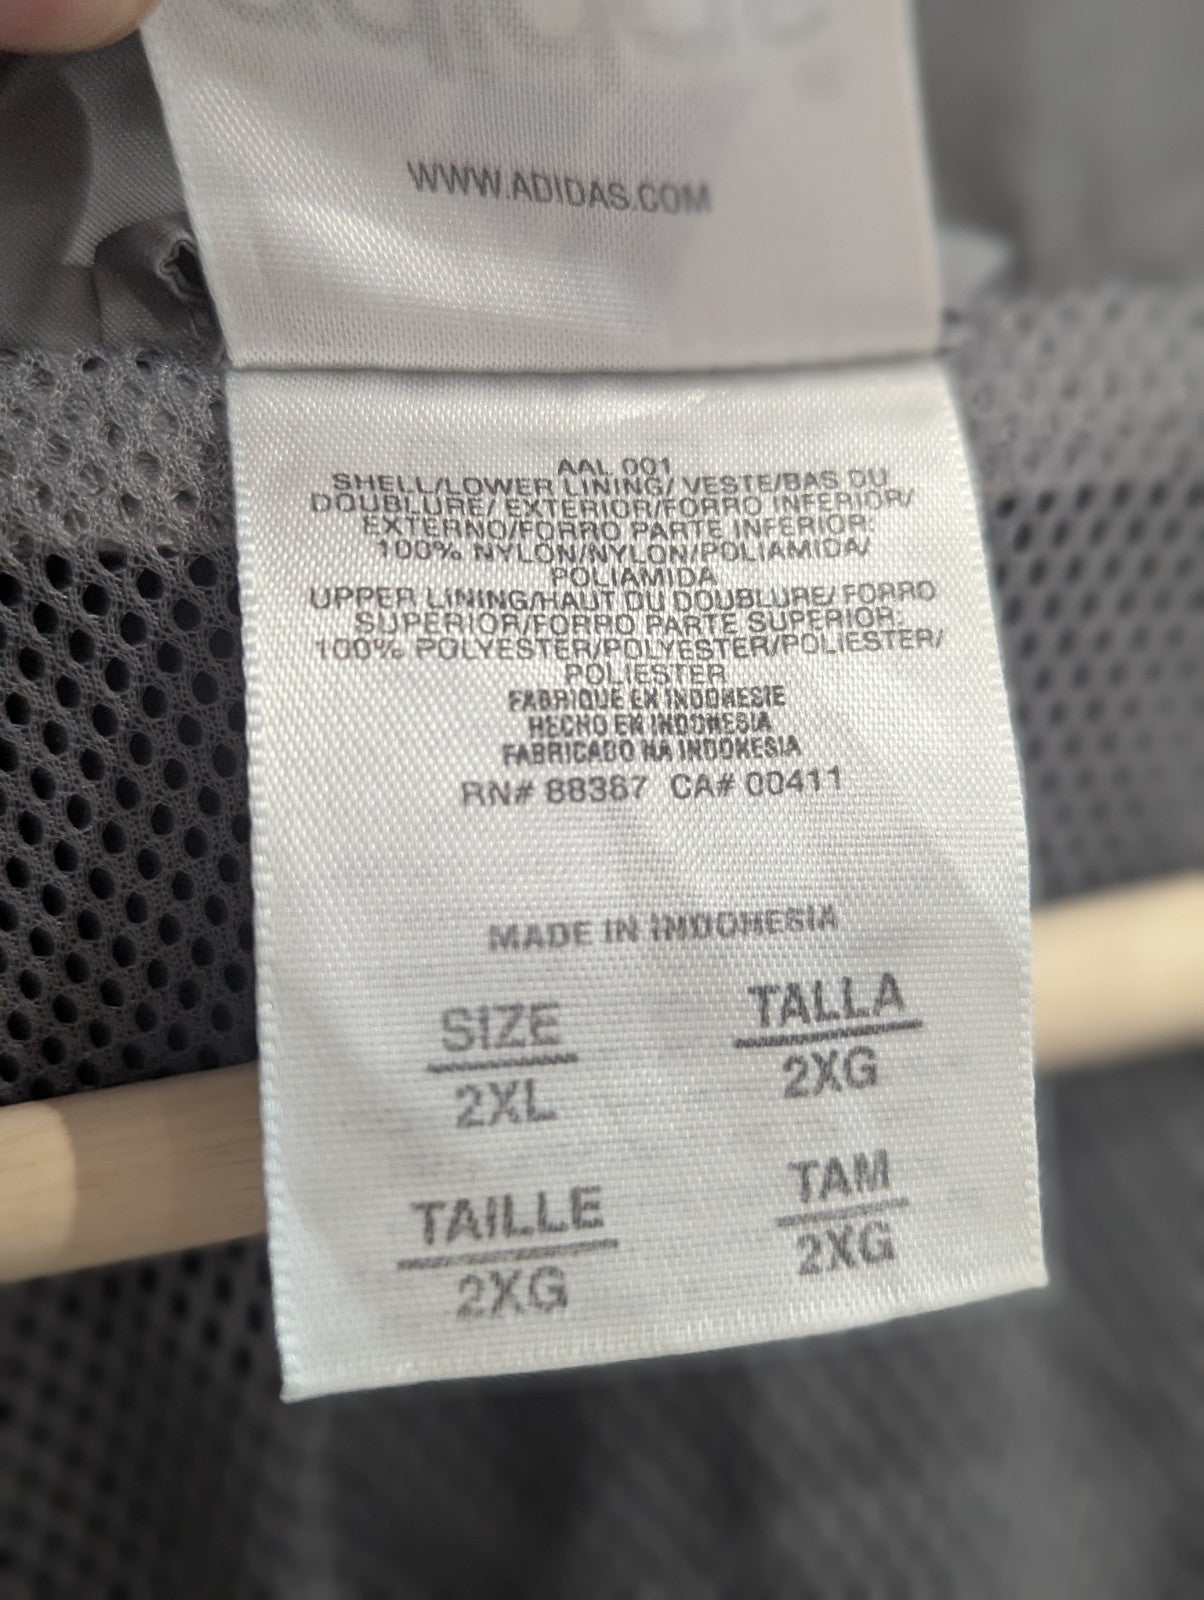 WWW.ADIDAS.COM
AAL 001
SHELL/LOWER LINING/ VESTE/BAS DU
DOUBLURE/ EXTERIOR/FORRO INFERIOR/
EXTERNO/FORRO PARTE INFERIOR:
100% NYLON/NYLON/POLIAMIDA/
POLIAMIDA
UPPER LINING/HAUT DU DOUBLURE/ FORRO
SUPERIOR/FORRO PARTE SUPERIOR:
100% POLYESTER/POLYESTER/POLIESTER/
POLIESTER
FABRIQUE EN INDONESIE
HECHO EN INDONESIA
FABRICADO NA INDONESIA
RN# 88387 CA# 00411
MADE IN INDONESIA
SIZE TALLA
2XL 2XG
TAILLE TAM
2XG 2XG